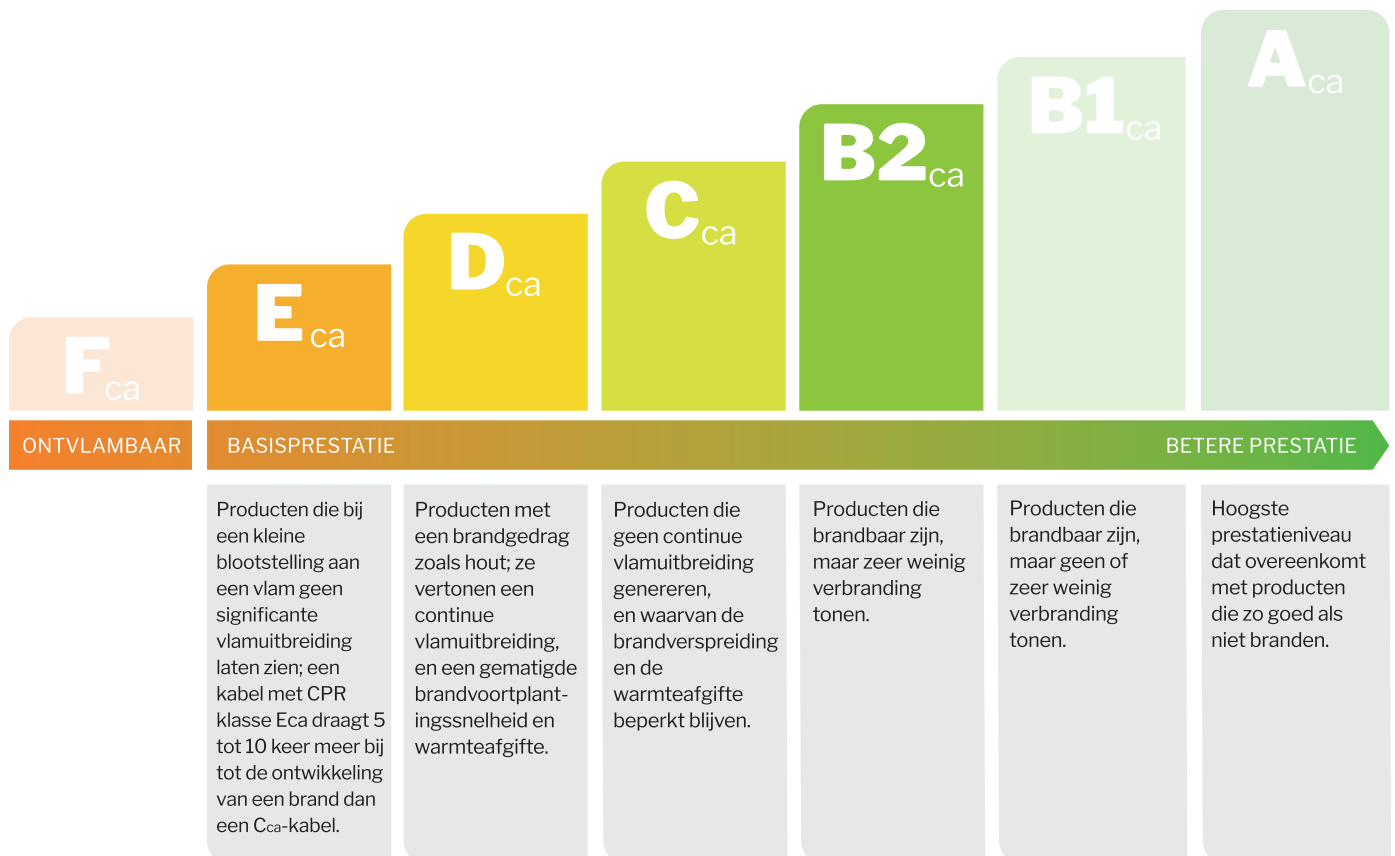 Fca
Eca
Dca
Cca
B2ca
B1ca
Aca
ONTVLAMBAAR
BASISPRESTATIE
BETERE PRESTATIE
Producten die bij
een kleine
blootstelling aan
een vlam geen
significante
vlamuitbreiding
laten zien; een
kabel met CPR
klasse Eca draagt 5
tot 10 keer meer bij
tot de ontwikkeling
van een brand dan
een Cca-kabel.
Producten met
een brandgedrag
zoals hout; ze
vertonen een
continue
vlamuitbreiding,
en een gematigde
brandvoortplant-
ingssnelheid en
warmteafgifte.
Producten die
geen continue
vlamuitbreiding
genereren,
en waarvan de
brandverspreiding
en de
warmteafgifte
beperkt blijven.
Producten die
brandbaar zijn,
maar zeer weinig
verbranding
tonen.
Producten die
brandbaar zijn,
maar geen of
zeer weinig
verbranding
tonen.
Hoogste
prestatieniveau
dat overeenkomt
met producten
die zo goed als
niet branden.